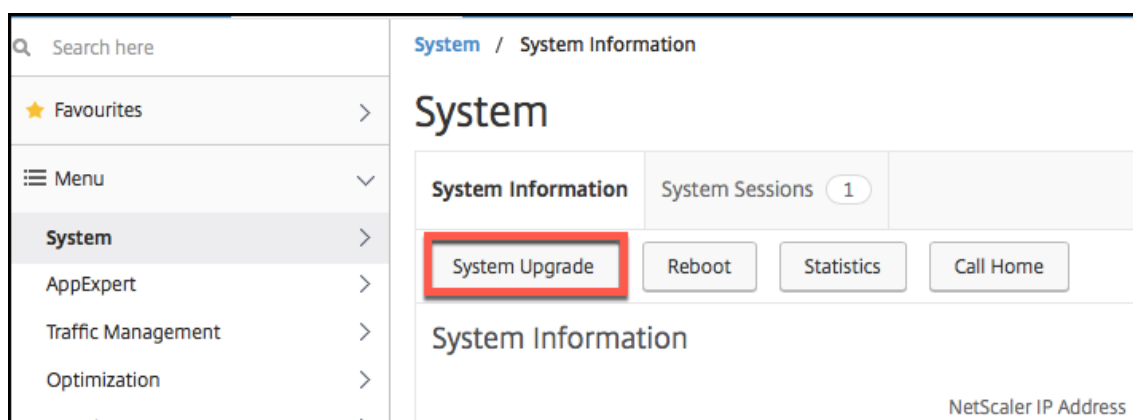 Search here
Favourites
Menu
System
AppExpert
Traffic Management
Optimization
System / System Information
System
System Information
System Sessions 1
System Upgrade
Reboot
Statistics
Call Home
System Information
NetScaler IP Address